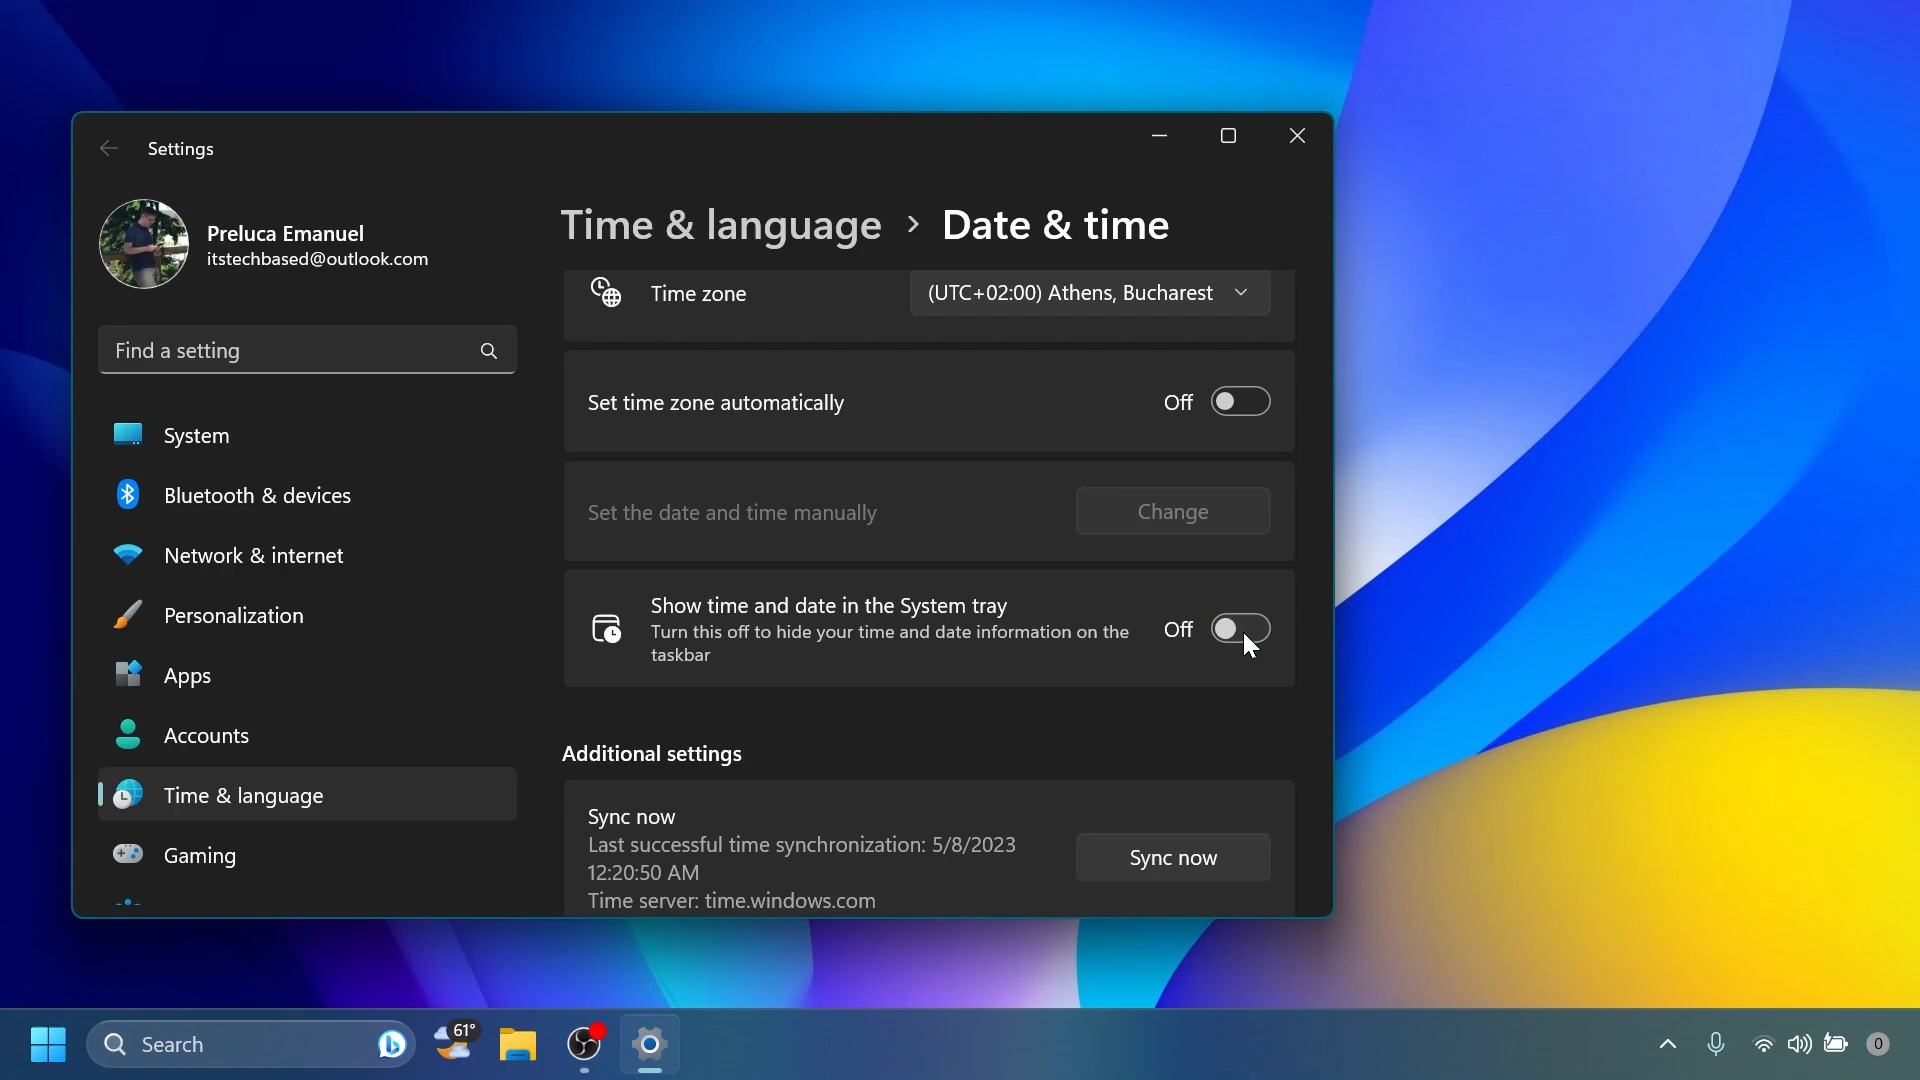 Settings
Preluca Emanuel
itstechbased@outlook.com
Find a setting
System
Bluetooth & devices
Network & internet
Personalization
Apps
Accounts
Time & language
Gaming
Time & language > Date & time
Time zone
(UTC+02:00) Athens, Bucharest
Set time zone automatically
Off
Set the date and time manually
Change
Show time and date in the System tray
Turn this off to hide your time and date information on the
taskbar
Off
Additional settings
Sync now
Last successful time synchronization: 5/8/2023
12:20:50 AM
Time server: time.windows.com
Sync now
Search
61°
0